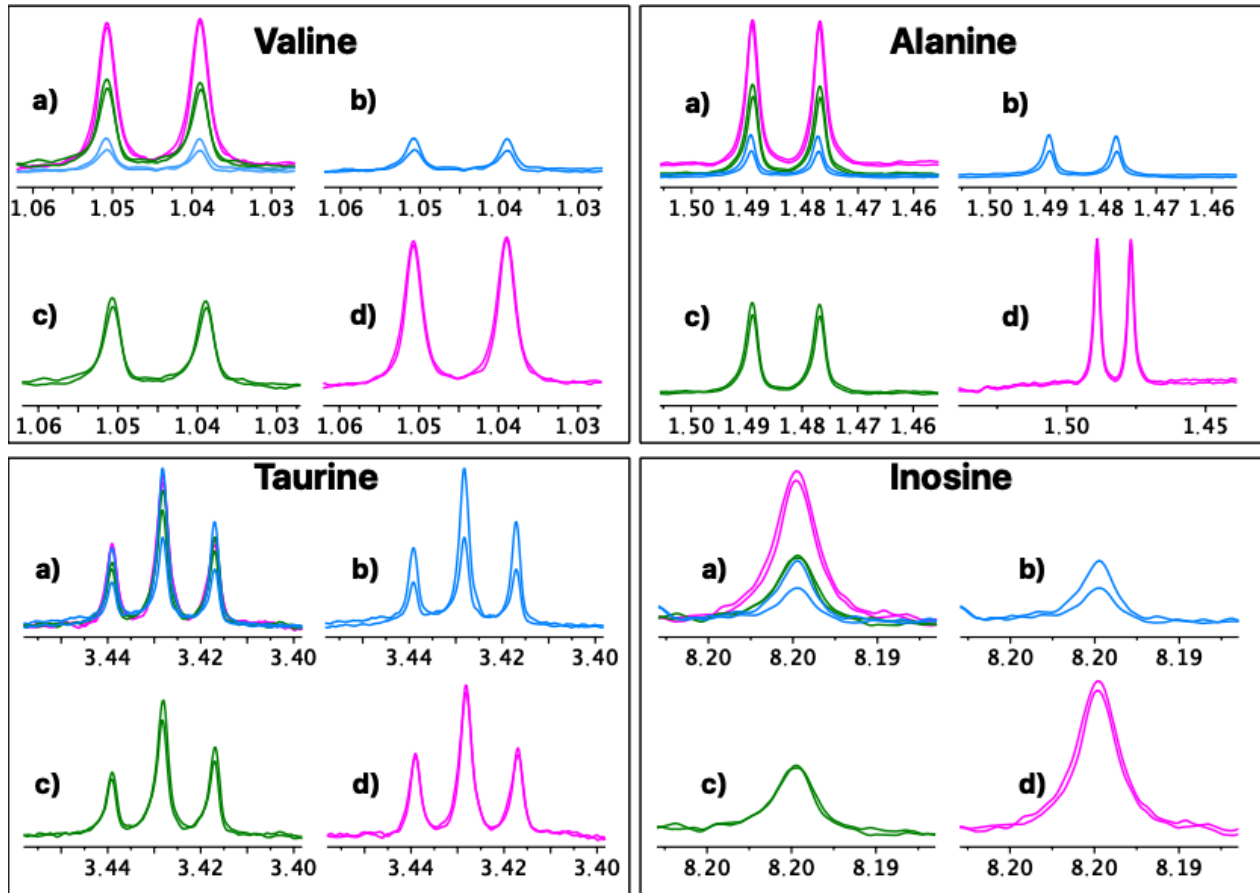 Valine
a)
b)
1.06 1.05 1.04 1.03
1.06 1.05 1.04 1.03
c)
d)
1.06 1.05 1.04 1.03
1.06 1.05 1.04 1.03
Alanine
a)
b)
1.50 1.49 1.48 1.47 1.46
1.50 1.49 1.48 1.47 1.46
c)
d)
1.50 1.49 1.48 1.47 1.46
1.50 1.45
Taurine
a)
b)
3.44 3.42 3.40
3.44 3.42 3.40
c)
d)
3.44 3.42 3.40
3.44 3.42 3.40
Inosine
a)
b)
8.20 8.20 8.19
8.20 8.20 8.19
c)
d)
8.20 8.20 8.19
8.20 8.20 8.19